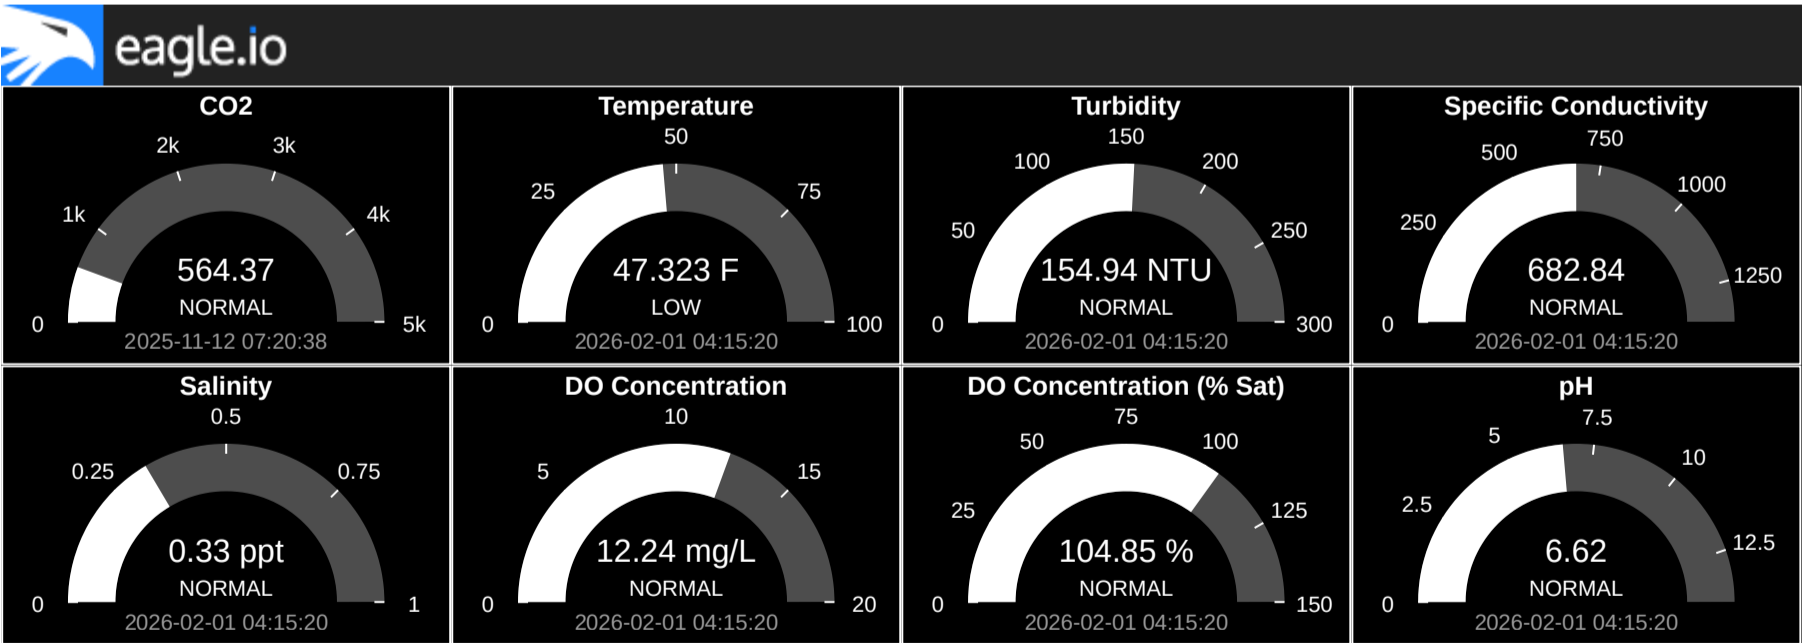 eagle.io
CO2
2k
3k
1k
4k
564.37
NORMAL
0
5k
2025-11-12 07:20:38
Temperature
50
25
75
47.323 F
LOW
0
100
2026-02-01 04:15:20
Turbidity
150
100
200
50
250
154.94 NTU
NORMAL
0
300
2026-02-01 04:15:20
Specific Conductivity
750
500
1000
250
1250
682.84
NORMAL
0
2026-02-01 04:15:20
Salinity
0.5
0.25
0.75
0.33 ppt
NORMAL
0
1
2026-02-01 04:15:20
DO Concentration
10
5
15
12.24 mg/L
NORMAL
0
20
2026-02-01 04:15:20
DO Concentration (% Sat)
75
50
100
25
125
104.85 %
NORMAL
0
150
2026-02-01 04:15:20
pH
7.5
5
10
2.5
12.5
6.62
NORMAL
0
2026-02-01 04:15:20